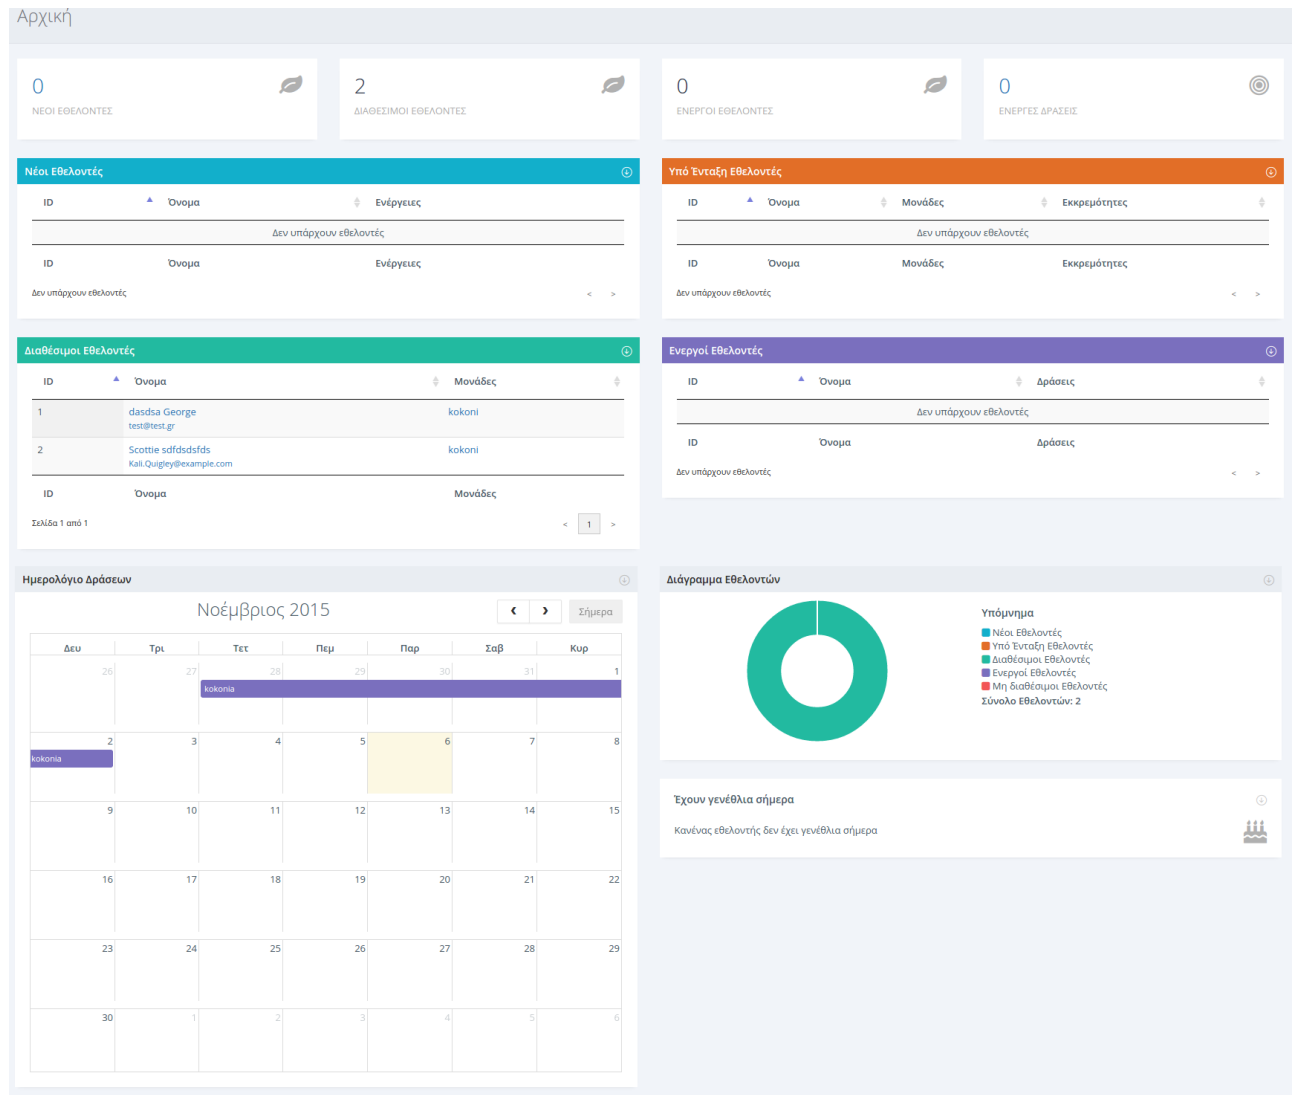 Αρχική
0
ΝΕΟΙ ΕΘΕΛΟΝΤΕΣ
2
ΔΙΑΘΕΣΙΜΟΙ ΕΘΕΛΟΝΤΕΣ
0
ΕΝΕΡΓΟΙ ΕΘΕΛΟΝΤΕΣ
0
ΕΝΕΡΓΕΣ ΔΡΑΣΕΙΣ
Νέοι Εθελοντές
ID Όνομα Ενέργειες
Δεν υπάρχουν εθελοντές
ID Όνομα Ενέργειες
Δεν υπάρχουν εθελοντές < >
Υπό Ένταξη Εθελοντές
ID Όνομα Μονάδες Εκκρεμότητες
Δεν υπάρχουν εθελοντές
ID Όνομα Μονάδες Εκκρεμότητες
Δεν υπάρχουν εθελοντές < >
Διαθέσιμοι Εθελοντές
ID Όνομα Μονάδες
1 dasdsa George kokoni
test@test.gr
2 Scottie sdfdsdsfds kokoni
Kali.Quigley@example.com
ID Όνομα Μονάδες
Σελίδα 1 από 1 < 1 >
Ενεργοί Εθελοντές
ID Όνομα Δράσεις
Δεν υπάρχουν εθελοντές
ID Όνομα Δράσεις
Δεν υπάρχουν εθελοντές < >
Ημερολόγιο Δράσεων
Νοέμβριος 2015 Σήμερα
Δευ Τρι Τετ Πεμ Παρ Σαβ Κυρ
26 27 28 29 30 31 1
kokonia
2 3 4 5 6 7 8
kokonia
9 10 11 12 13 14 15
16 17 18 19 20 21 22
23 24 25 26 27 28 29
30 1 2 3 4 5 6
Διάγραμμα Εθελοντών
Υπόμνημα
Νέοι Εθελοντές
Υπό Ένταξη Εθελοντές
Διαθέσιμοι Εθελοντές
Ενεργοί Εθελοντές
Μη διαθέσιμοι Εθελοντές
Σύνολο Εθελοντών: 2
Έχουν γενέθλια σήμερα
Κανένας εθελοντής δεν έχει γενέθλια σήμερα